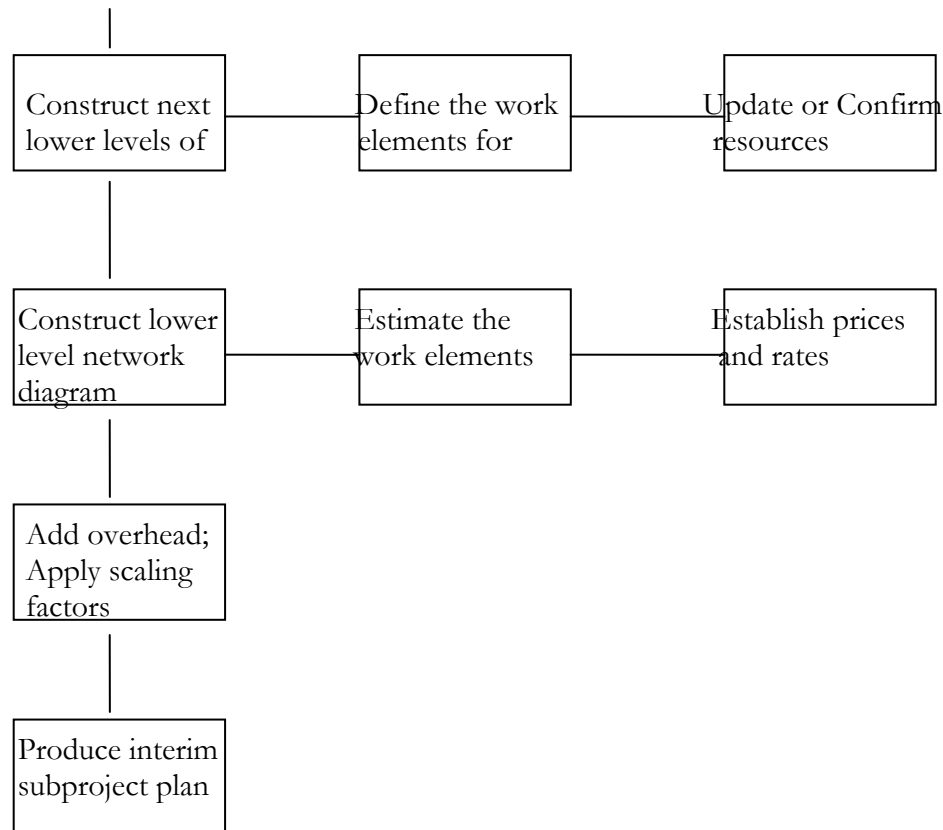 Construct next
lower levels of
Define the work
elements for
Update or Confirm
resources
Construct lower
level network
diagram
Estimate the
work elements
Establish prices
and rates
Add overhead;
Apply scaling
factors
Produce interim
subproject plan